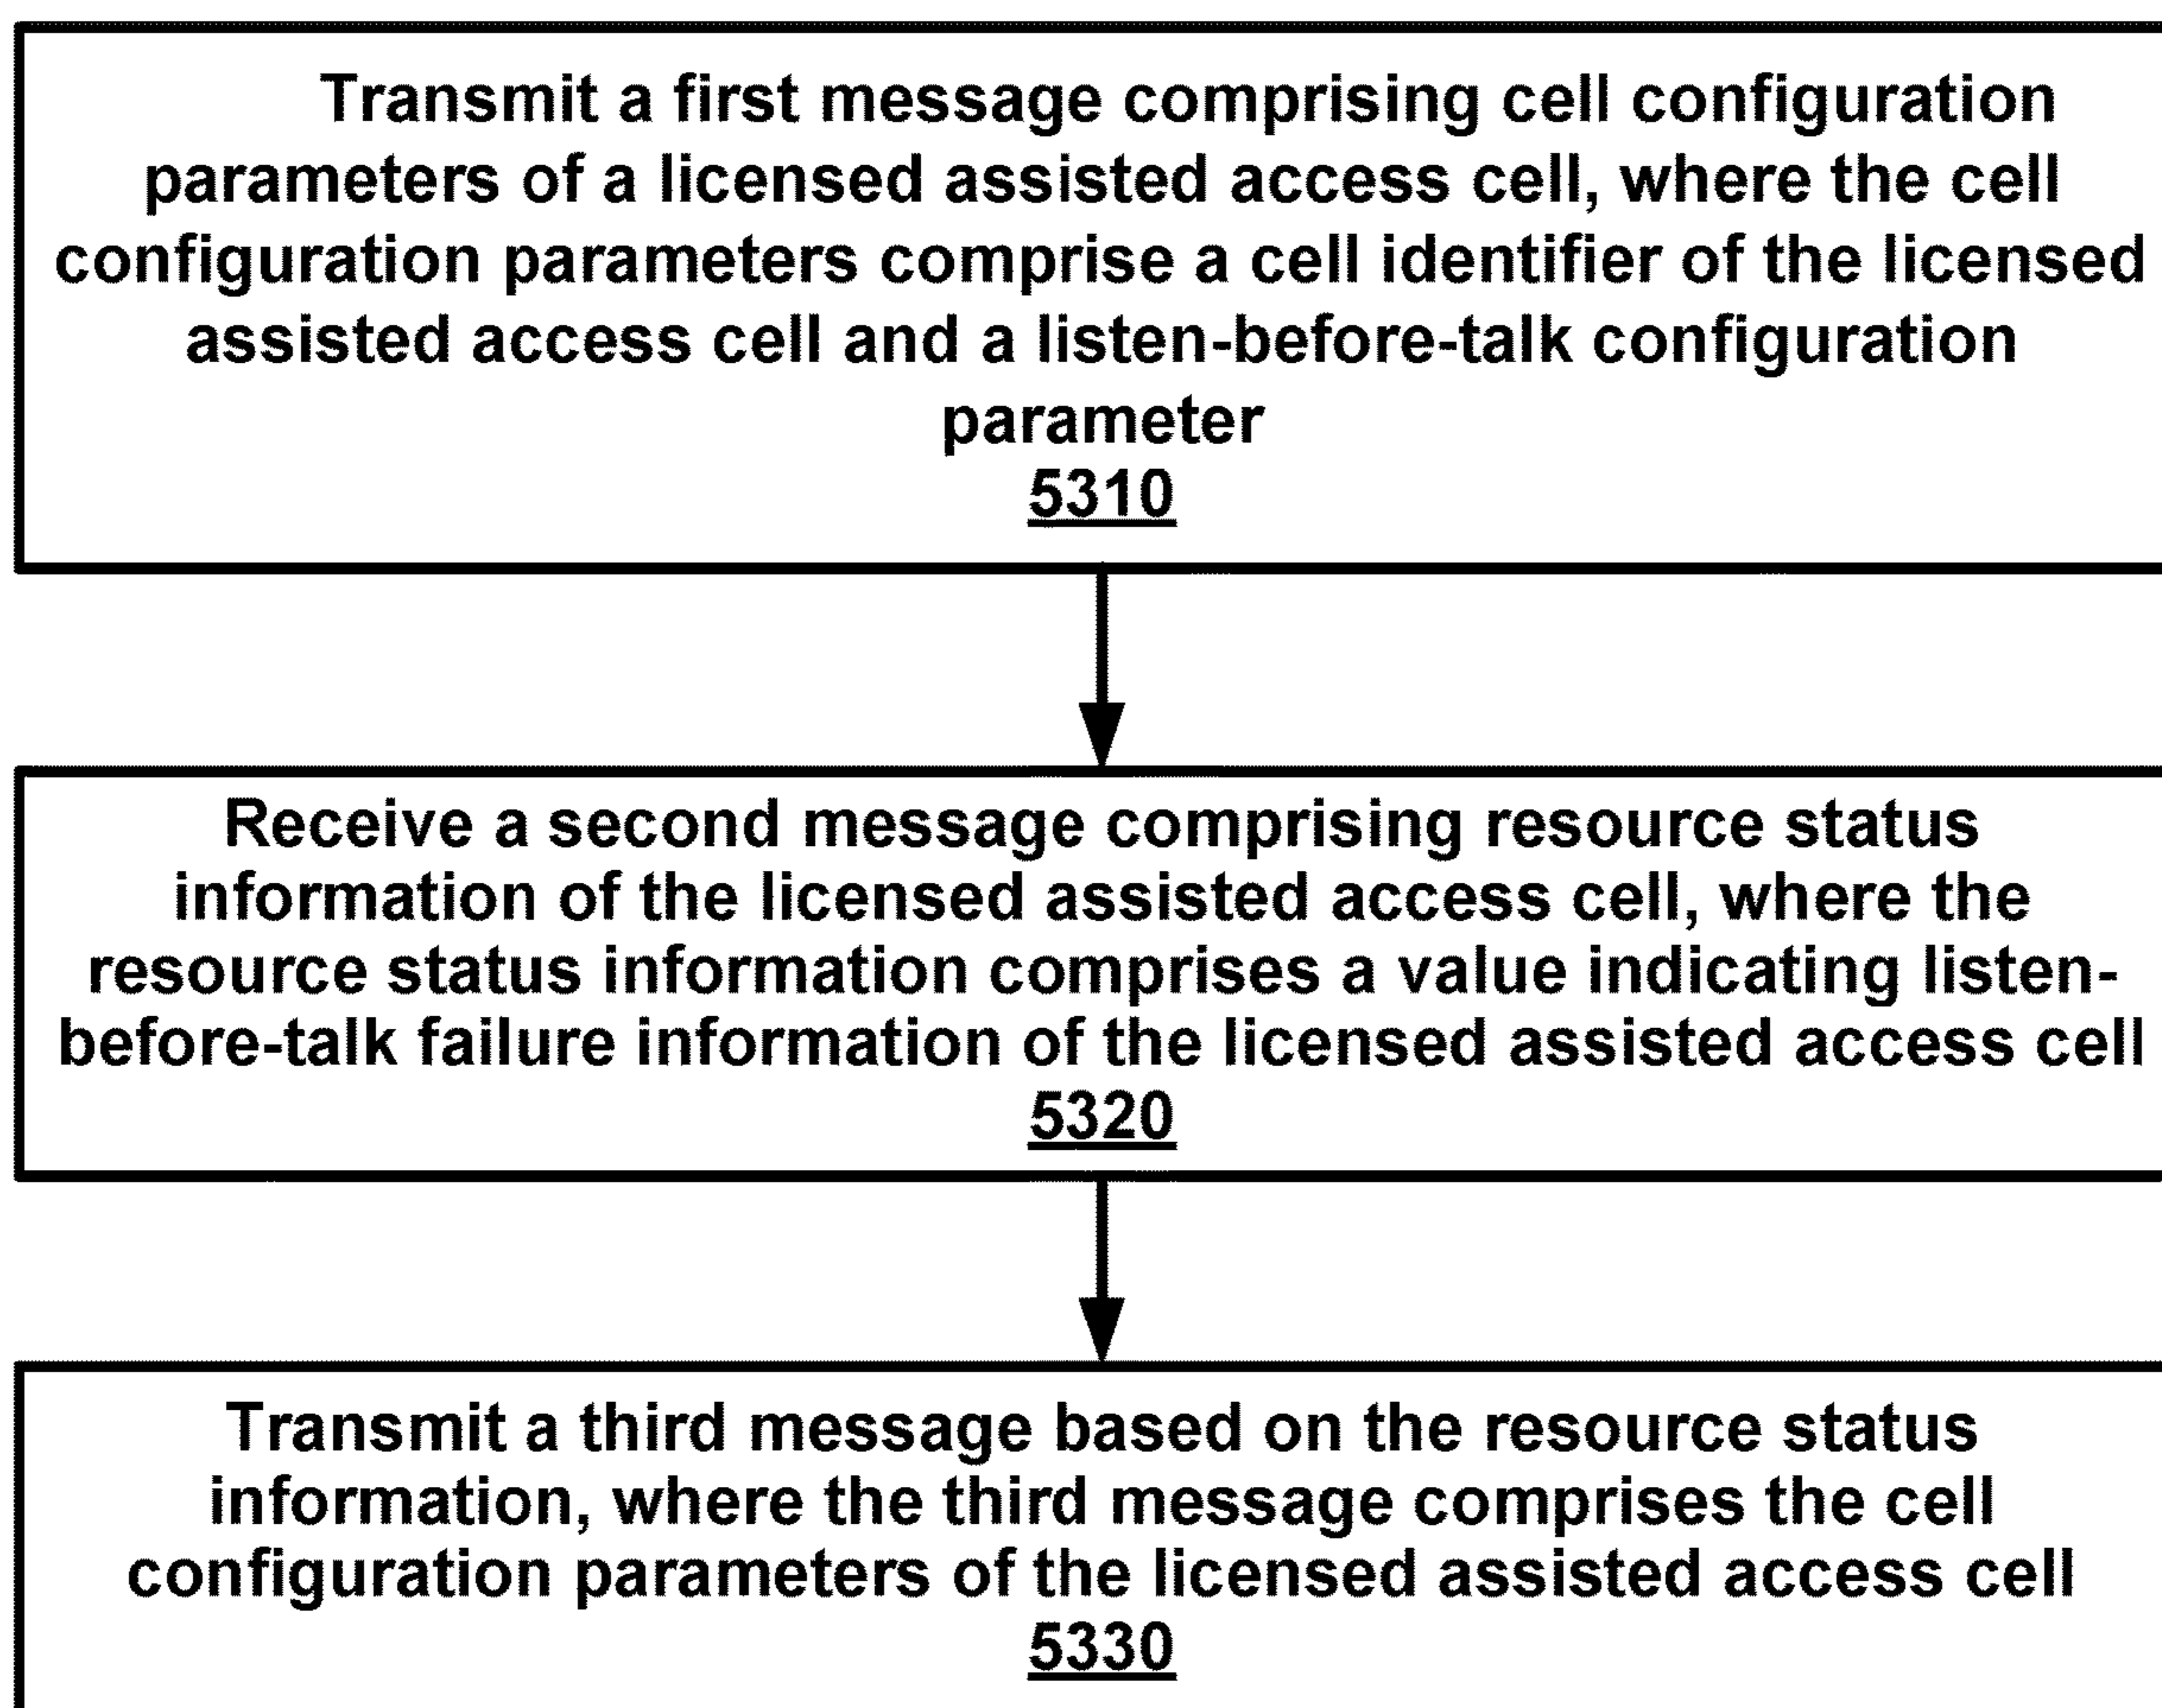 Transmit a first message comprising cell configuration
parameters of a licensed assisted access cell, where the cell
configuration parameters comprise a cell identifier of the licensed
assisted access cell and a listen-before-talk configuration
parameter
5310
Receive a second message comprising resource status
information of the licensed assisted access cell, where the
resource status information comprises a value indicating listen-
before-talk failure information of the licensed assisted access cell
5320
Transmit a third message based on the resource status
information, where the third message comprises the cell
configuration parameters of the licensed assisted access cell
5330